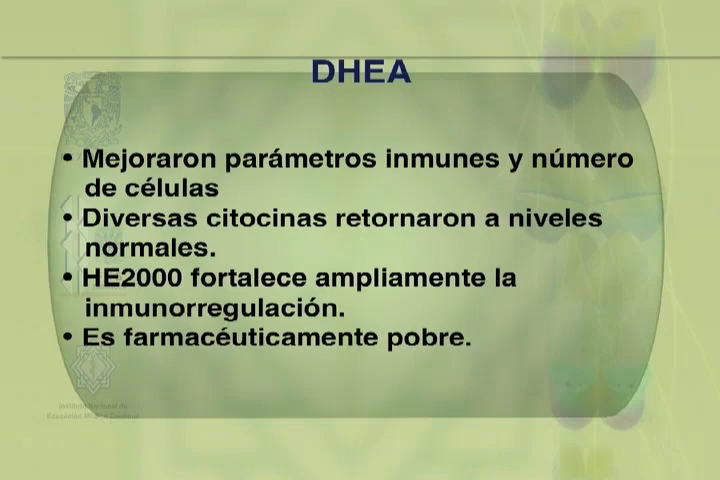 DHEA
• Mejoraron parámetros inmunes y número
de células
• Diversas citocinas retornaron a niveles
normales.
• HE2000 fortalece ampliamente la
inmunorregulación.
• Es farmacéuticamente pobre.